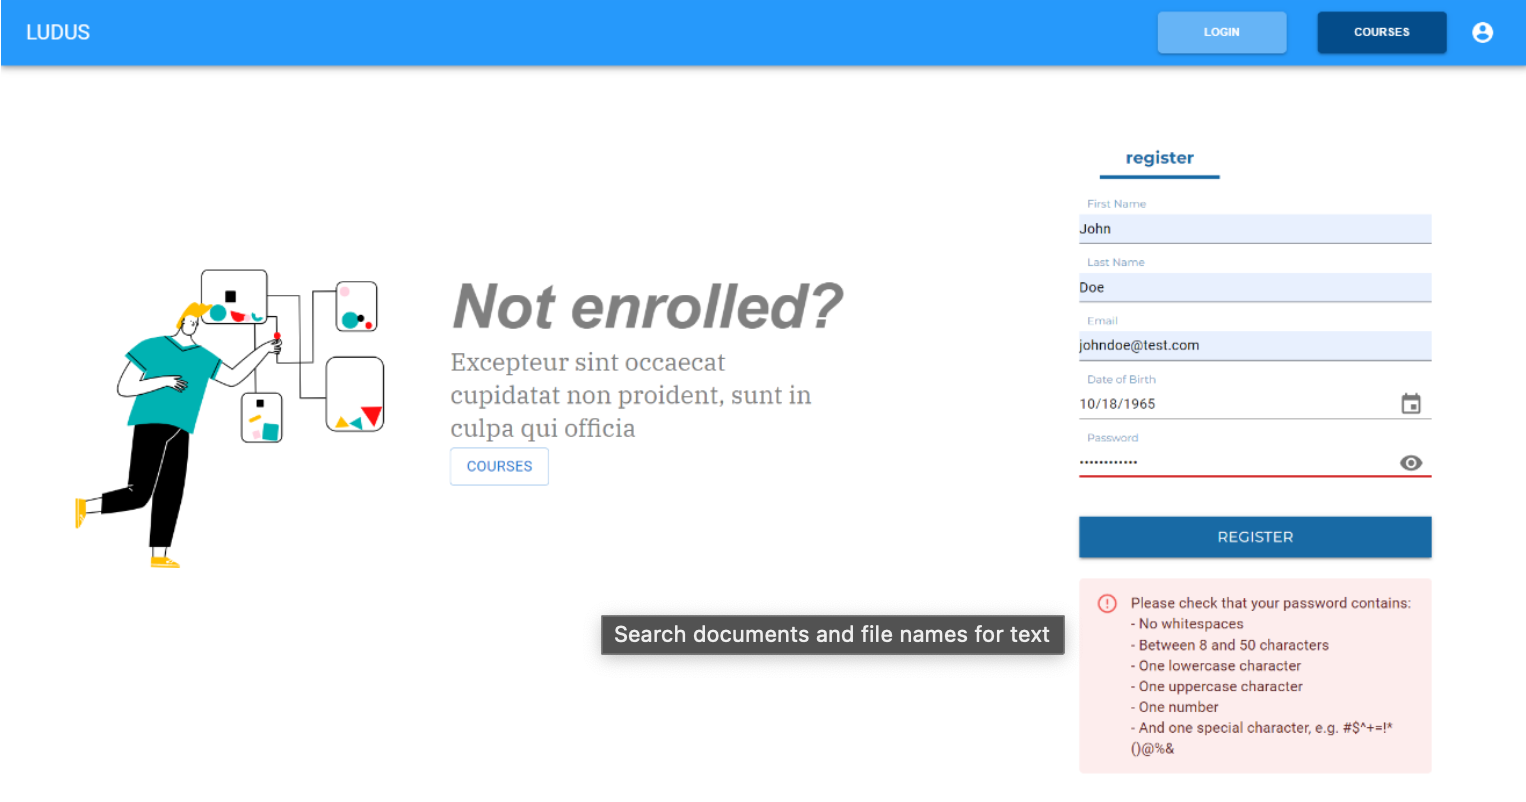 LUDUS
LOGIN
COURSES
register
First Name
John
Last Name
Doe
Email
johndoe@test.com
Date of Birth
10/18/1965
Password
••••••••••••
REGISTER
Not enrolled?
Excepteur sint occaecat
cupidatat non proident, sunt in
culpa qui officia
COURSES
Search documents and file names for text
Please check that your password contains:
- No whitespaces
- Between 8 and 50 characters
- One lowercase character
- One uppercase character
- One number
- And one special character, e.g. #$^+=!*
()@%&